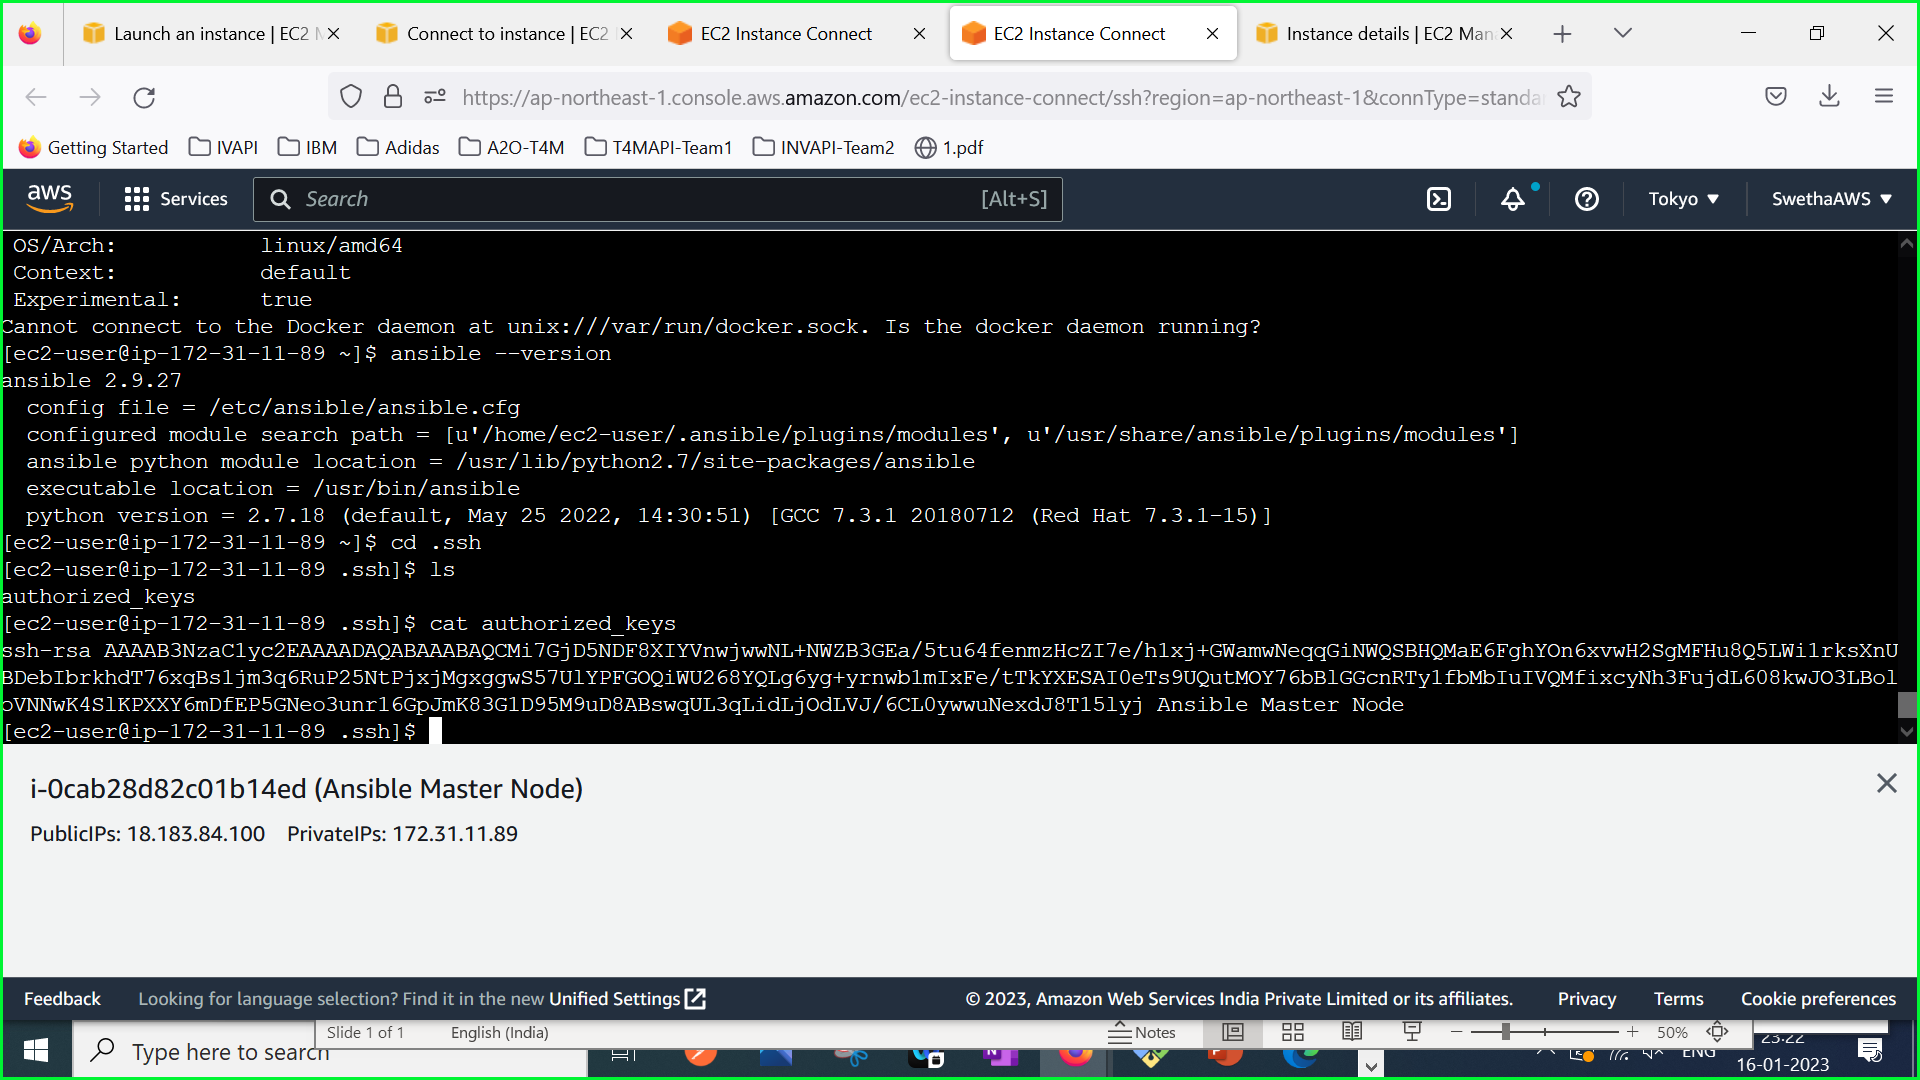 Launch an instance | EC2 M
Connect to instance | EC2
EC2 Instance Connect
EC2 Instance Connect
Instance details | EC2 Man
https://ap-northeast-1.console.aws.amazon.com/ec2-instance-connect/ssh?region=ap-northeast-1&connType=standa
Getting Started
IVAPI
IBM
Adidas
A2O-T4M
T4MAPI-Team1
INVAPI-Team2
1.pdf
aws
Services
Search
[Alt+S]
Tokyo
SwethaAWS
OS/Arch: linux/amd64
Context: default
Experimental: true
Cannot connect to the Docker daemon at unix:///var/run/docker.sock. Is the docker daemon running?
[ec2-user@ip-172-31-11-89 ~]$ ansible --version
ansible 2.9.27
config file = /etc/ansible/ansible.cfg
configured module search path = [u'/home/ec2-user/.ansible/plugins/modules', u'/usr/share/ansible/plugins/modules']
ansible python module location = /usr/lib/python2.7/site-packages/ansible
executable location = /usr/bin/ansible
python version = 2.7.18 (default, May 25 2022, 14:30:51) [GCC 7.3.1 20180712 (Red Hat 7.3.1-15)]
[ec2-user@ip-172-31-11-89 ~]$ cd .ssh
[ec2-user@ip-172-31-11-89 .ssh]$ ls
authorized_keys
[ec2-user@ip-172-31-11-89 .ssh]$ cat authorized_keys
ssh-rsa AAAAB3NzaC1yc2EAAAADAQABAAABAQCMi7GjD5NDF8XIYVnwjwwNL+NWZB3GEa/5tu64fenmzHcZI7e/hlxj+GWamwNeqqGiNWQSBHQMaE6FghYOn6xvwH2SgMFHu8Q5LWi1rksXnU
BDebIbrkhdT76xqBs1jm3q6RuP25NtPjxjMgxggwS57UlYPFGOQiWU268YQLg6yg+yrnwb1mIxFe/tTkYXESAI0eTs9UQutMOY76bBlGGcnRTy1fbMbIuIVQMfixcyNh3FujdL608kwJO3LBol
oVNNwK4SlKPXXY6mDfEP5GNeo3unr16GpJmK83G1D95M9uD8ABswqUL3qLidLjOdLVJ/6CL0ywwuNexdJ8T15lyj Ansible Master Node
[ec2-user@ip-172-31-11-89 .ssh]$
i-0cab28d82c01b14ed (Ansible Master Node)
PublicIPs: 18.183.84.100 PrivateIPs: 172.31.11.89
Feedback
Looking for language selection? Find it in the new Unified Settings
© 2023, Amazon Web Services India Private Limited or its affiliates.
Privacy
Terms
Cookie preferences
Slide 1 of 1
English (India)
Notes
50%
Type here to search
ENG
23:22
16-01-2023